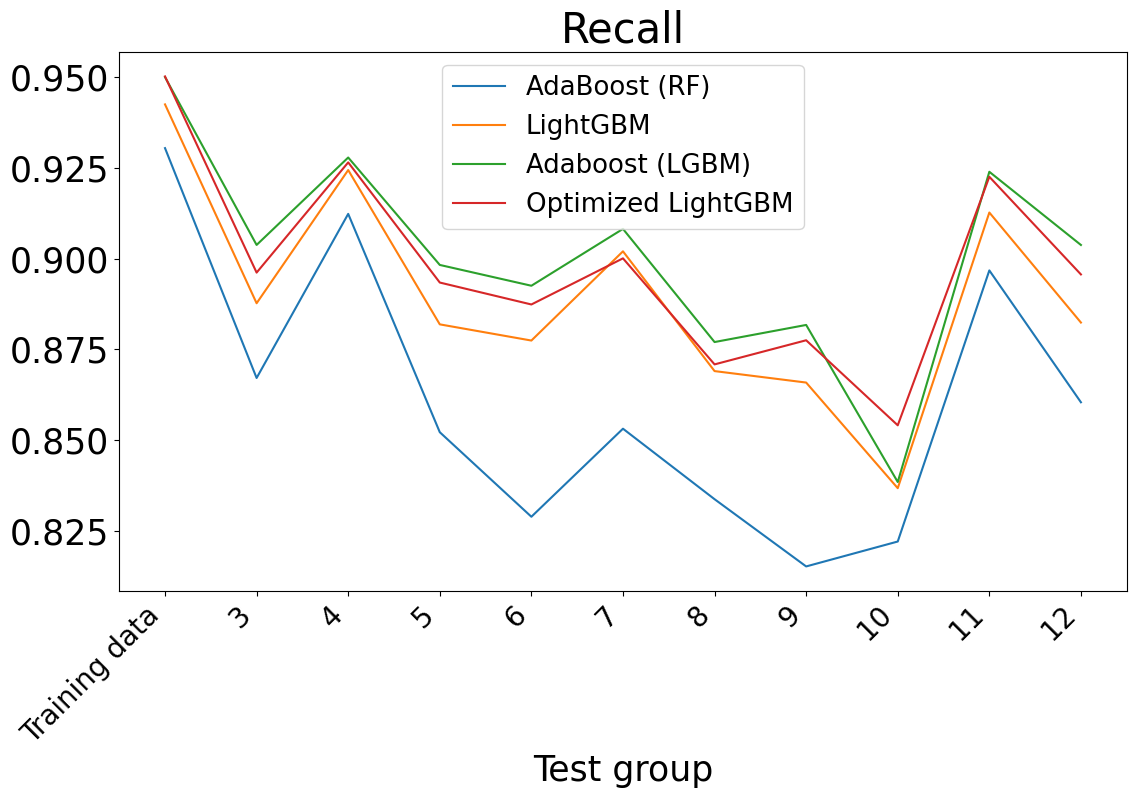 Recall
0.950
0.925
0.900
0.875
0.850
0.825
AdaBoost (RF)
LightGBM
Adaboost (LGBM)
Optimized LightGBM
Training data
3
4
5
6
7
8
9
10
11
12
Test group